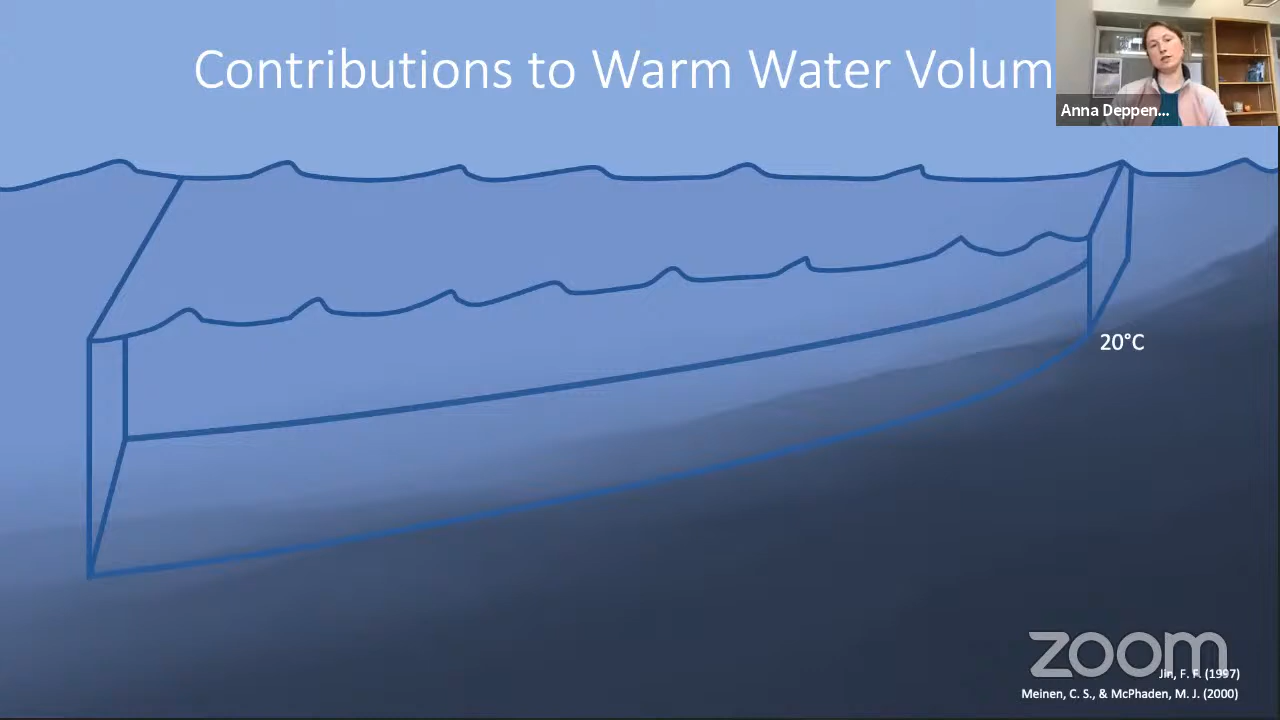 Contributions to Warm Water Volum
Anna Deppen...
20°C
zoom
Jin, F. F. (1997)
Meinen, C. S., & McPhaden, M. J. (2000)